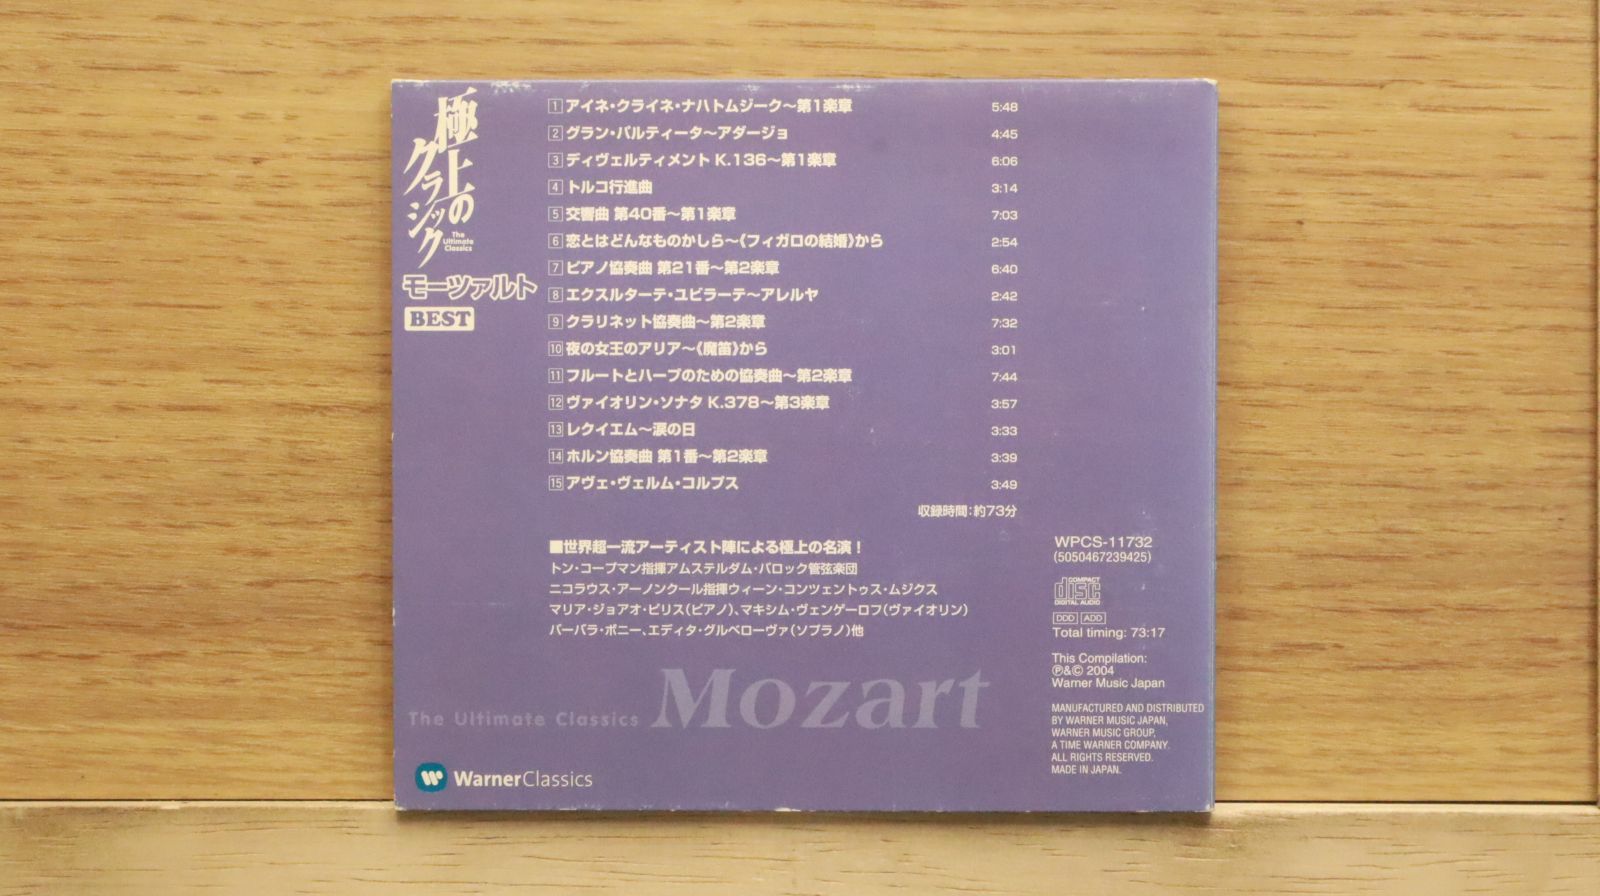 極上の
クラシック
The
Ultimate
Classics
モーツァルト
BEST
1 アイネ・クライネ・ナハトムジーク〜第1楽章 5:48
2 グラン・パルティータ〜アダージョ 4:45
3 ディヴェルティメント K.136〜第1楽章 6:06
4 トルコ行進曲 3:14
5 交響曲 第40番〜第1楽章 7:03
6 恋とはどんなものかしら〜《フィガロの結婚》から 2:54
7 ピアノ協奏曲 第21番〜第2楽章 6:40
8 エクスルターテ・ユビラーテ〜アレルヤ 2:42
9 クラリネット協奏曲〜第2楽章 7:32
10 夜の女王のアリア〜《魔笛》から 3:01
11 フルートとハープのための協奏曲〜第2楽章 7:44
12 ヴァイオリン・ソナタ K.378〜第3楽章 3:57
13 レクイエム〜涙の日 3:33
14 ホルン協奏曲 第1番〜第2楽章 3:39
15 アヴェ・ヴェルム・コルプス 3:49
収録時間：約73分
■世界超一流アーティスト陣による極上の名演！
トン・コープマン指揮アムステルダム・バロック管弦楽団
ニコラウス・アーノンクール指揮ウィーン・コンツェントゥス・ムジクス
マリア・ジョアオ・ピリス（ピアノ）、マキシム・ヴェンゲーロフ（ヴァイオリン）
バーバラ・ボニー、エディタ・グルベローヴァ（ソプラノ）他
The Ultimate Classics Mozart
WarnerClassics
WPCS-11732
(5050467239425)
COMPACT
disc
DIGITAL AUDIO
DDD ADD
Total timing: 73:17
This Compilation:
℗&© 2004
Warner Music Japan
MANUFACTURED AND DISTRIBUTED
BY WARNER MUSIC JAPAN,
WARNER MUSIC GROUP,
A TIME WARNER COMPANY.
ALL RIGHTS RESERVED.
MADE IN JAPAN.